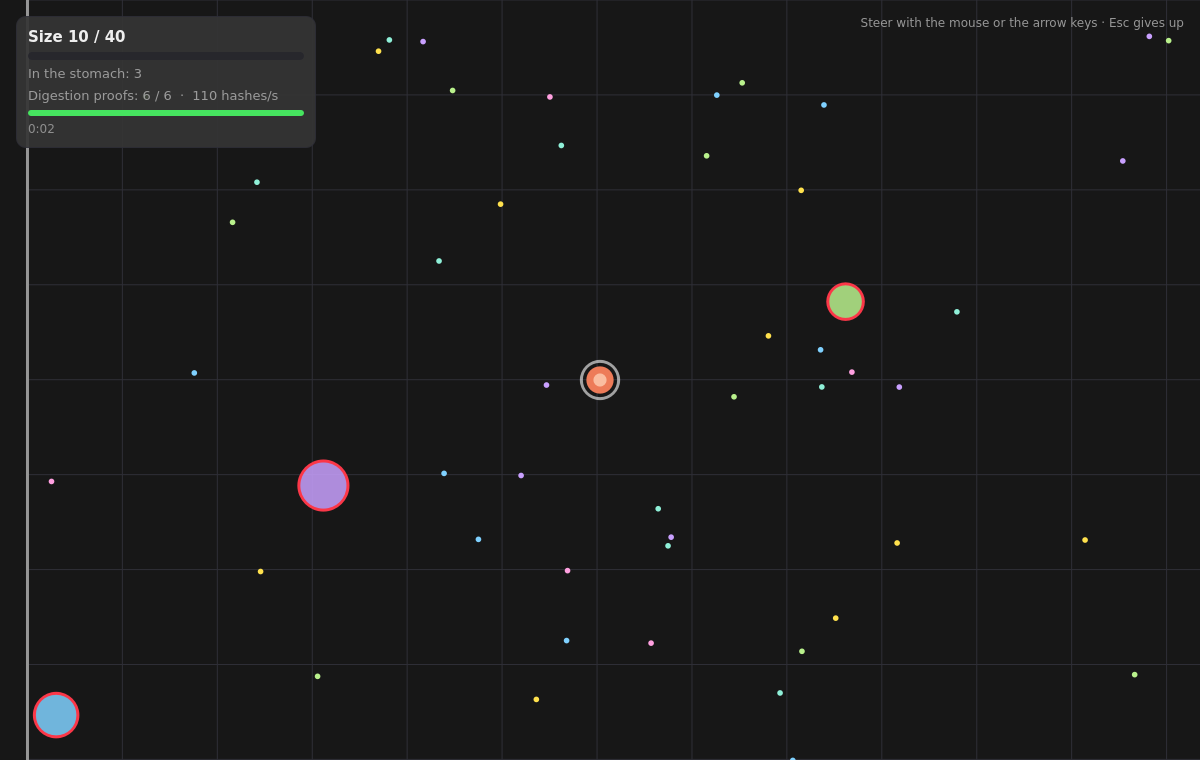 Size 10 / 40
Steer with the mouse or the arrow keys · Esc gives up
In the stomach: 3
Digestion proofs: 6 / 6 · 110 hashes/s
0:02